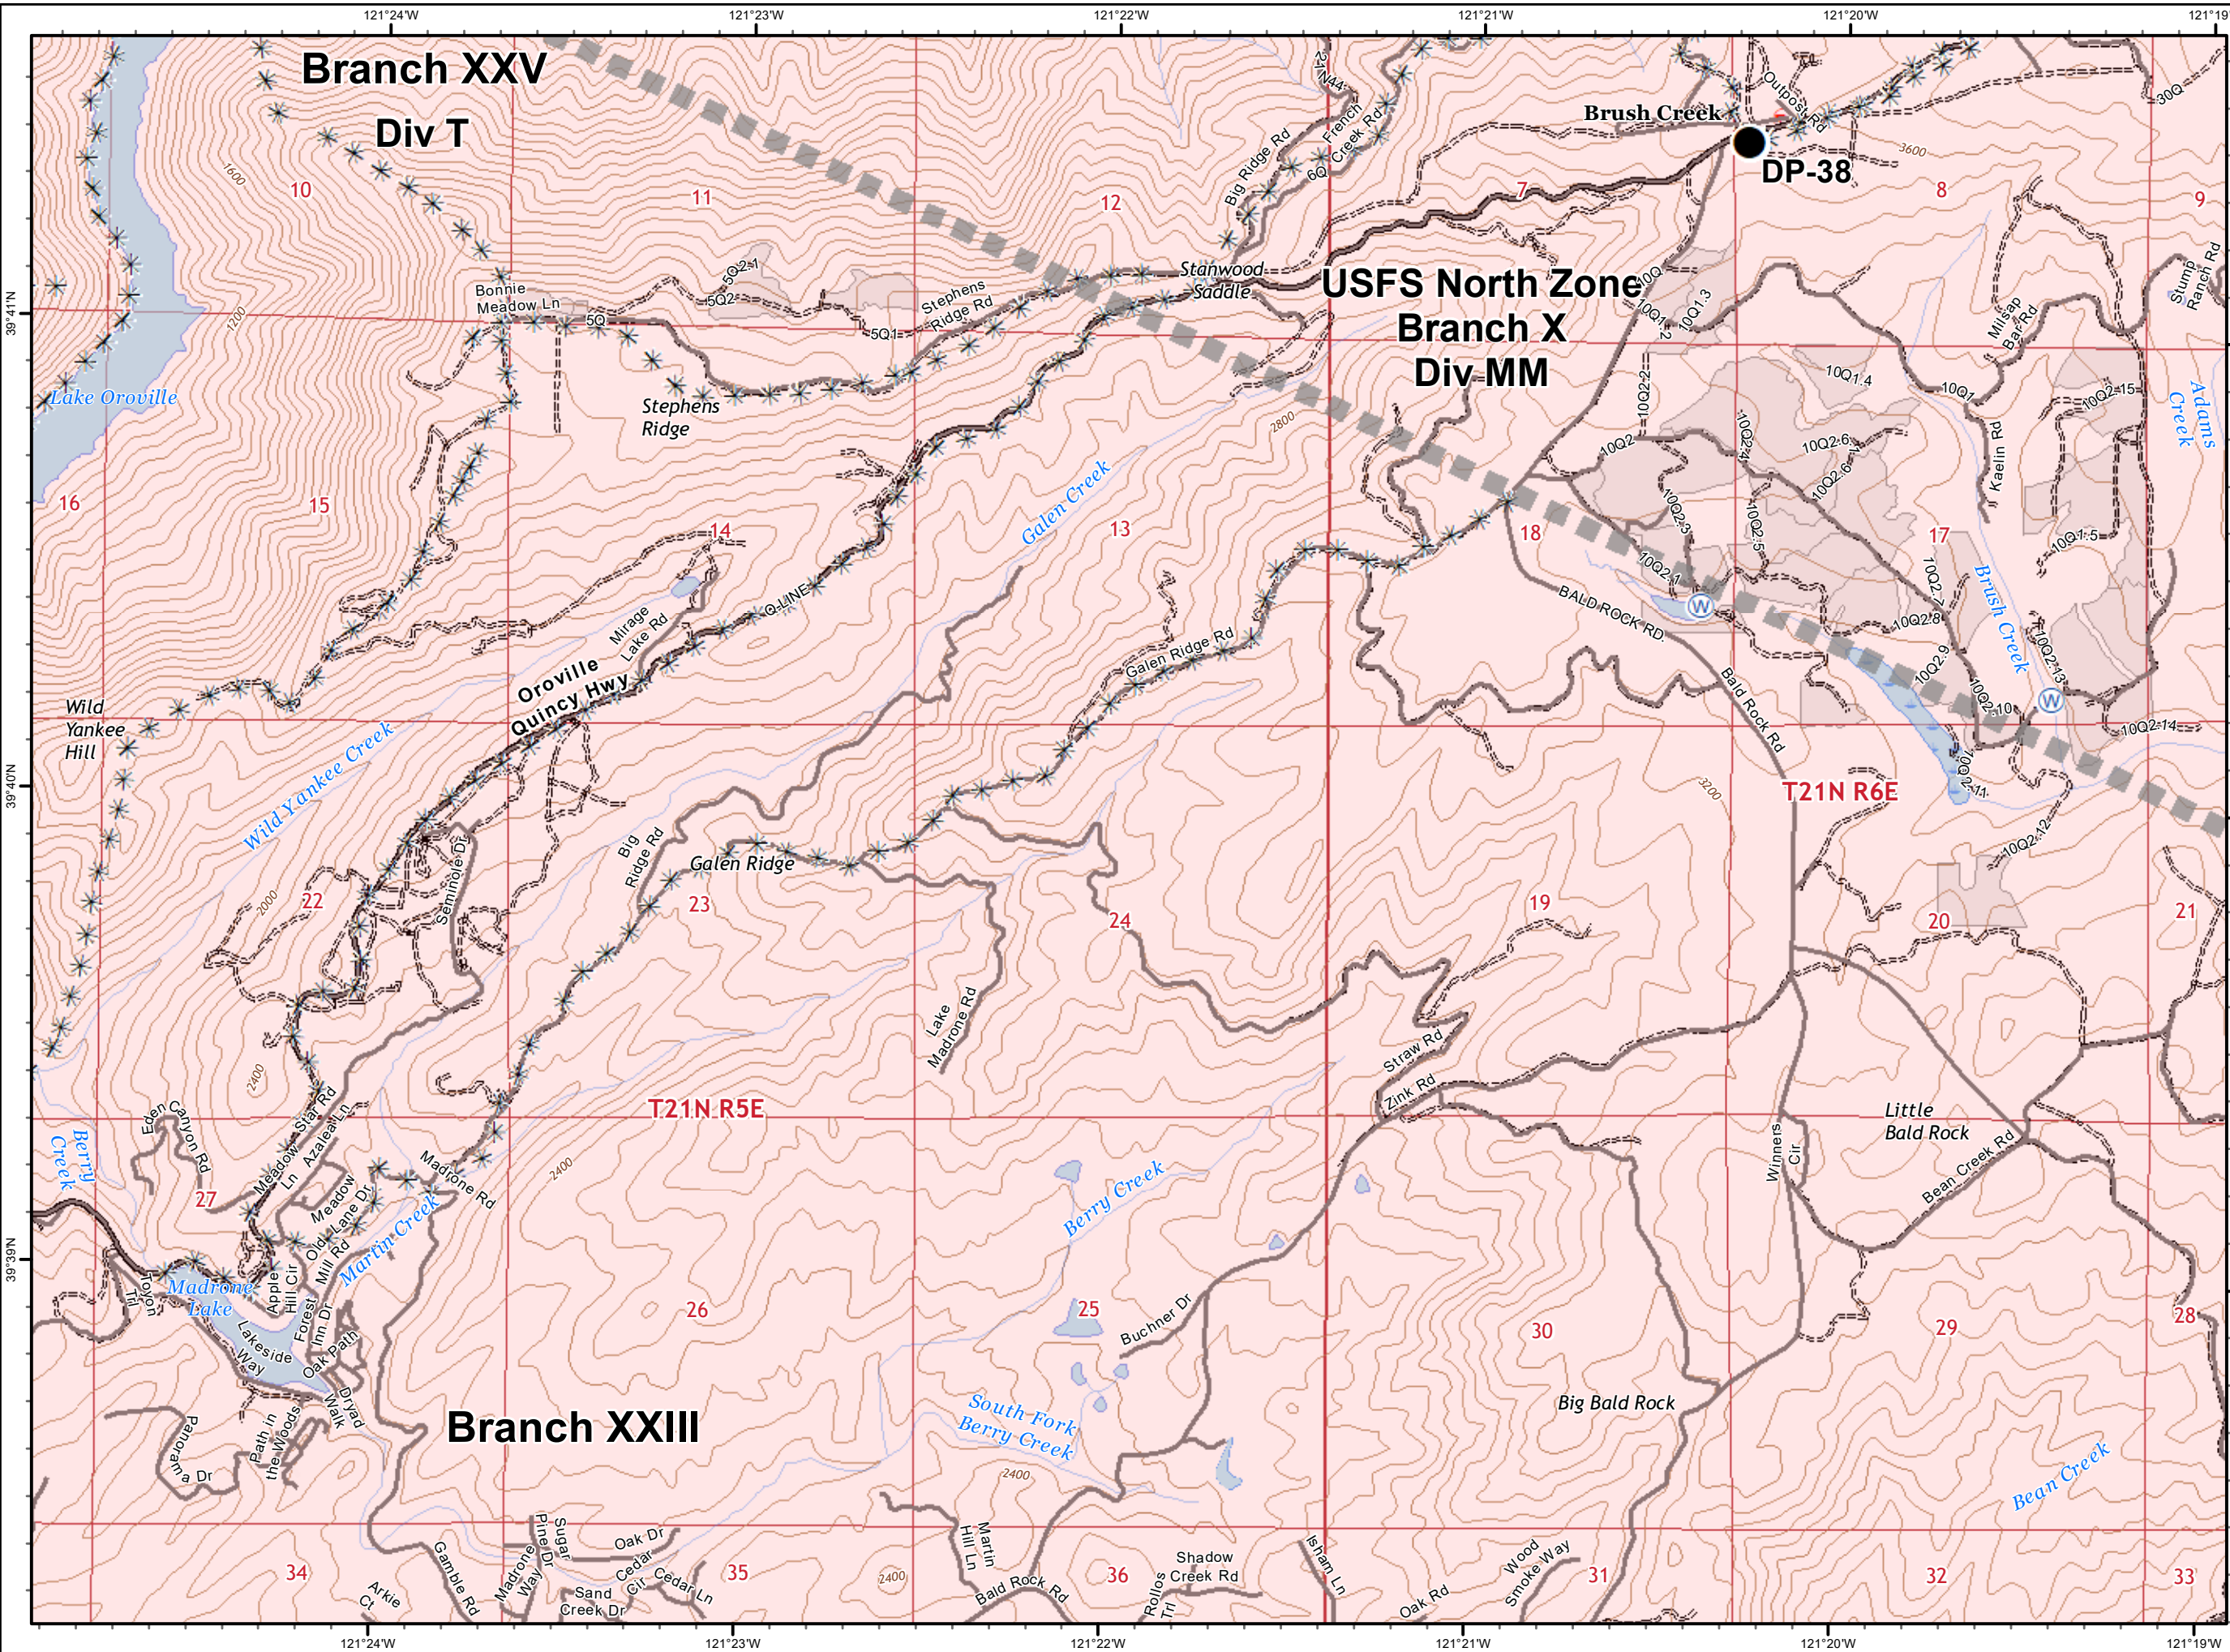 121°24'W
121°23'W
121°22'W
121°21'W
121°20'W
121°19'
Branch XXV
Div T
Brush Creek
DP-38
Outpost Rd
30Q
21N44
French
Creek Rd
Big Ridge Rd
6Q
1600
3600
10
11
12
7
8
9
Stanwood
Saddle
USFS North Zone
Branch X
Div MM
10Q
10Q1.2
10Q1.3
Milsap
Bar Rd
Stump
Ranch Rd
39°41'N
1200
Bonnie
Meadow Ln
5Q
5Q2
5Q2.1
5Q1
Stephens
Ridge Rd
Lake Oroville
Stephens
Ridge
2800
10Q2.2
10Q1.4
10Q1
10Q2.15
Adams
Creek
10Q2
10Q2.4
10Q2.6
10Q2.6
Kaelin Rd
16
15
14
13
18
17
Galen Creek
10Q2.3
10Q2.5
10Q1.5
Q-LINE
10Q2.1
W
10Q2.2
Brush Creek
BALD ROCK RD.
10Q2.8
10Q2.9
10Q2.13
Mirage
Lake Rd
Galen Ridge Rd
Oroville
Quincy Hwy
Bald Rock Rd
W
10Q2.10
10Q2.14
Wild
Yankee
Hill
Wild Yankee Creek
39°40'N
3200
T21N R6E
10Q2.11
10Q2.12
Big
Ridge Rd
Galen Ridge
Seminole Dr
2000
22
23
24
19
20
21
Lake
Madrone Rd
Straw Rd
Zink Rd
2400
T21N R5E
Little
Bald Rock
Eden Canyon Rd
Meadow Star Rd
Azalea Ln
Ln
Berry
Creek
Madrone Rd
2400
Winners
Cir
Bean Creek Rd
27
Meadow
Lane Dr
Old
Mill Rd
Martin Creek
Berry Creek
39°39'N
Toyon
Trl
Madrone
Lake
Apple
Hill Cir
Forest
Inn Dr
Oak Path
Lakeside
Way
26
25
30
29
28
Buchner Dr
Dryad
Walk
Panorama Dr
Path in
the Woods
Branch XXIII
South Fork
Berry Creek
Big Bald Rock
2400
Bean Creek
Gamble Rd
Madrone
Way
Sugar
Pine Dr
Oak Dr
Cedar
Cir
Cedar Ln
Sand
Creek Dr
2400
Martin
Hill Ln
Bald Rock Rd
Shadow
Creek Rd
Rollos
Trl
Isham Ln
Oak Rd
Wood
Smoke Way
Arkie
Ct
34
35
36
31
32
33
121°24'W
121°23'W
121°22'W
121°21'W
121°20'W
121°19'W